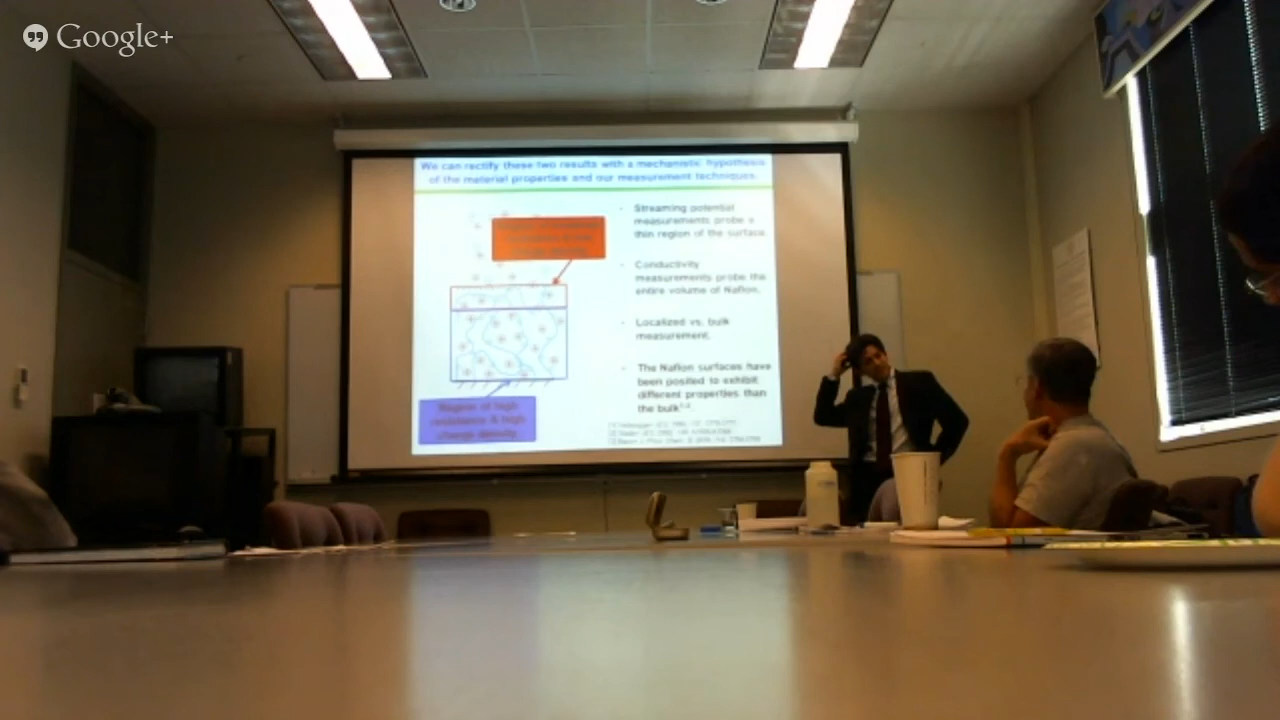 Google+
We can rectify these two results with a mechanistic hypothesis
of the material properties and our measurement techniques.
- Streaming potential
measurements probe a
thin region of the surface.
- Conductivity
measurements probe the
entire volume of Nafion.
- Localized vs. bulk
measurement.
- The Nafion surfaces have
been posited to exhibit
different properties than
the bulk
Region of high
resistance & high
charge density